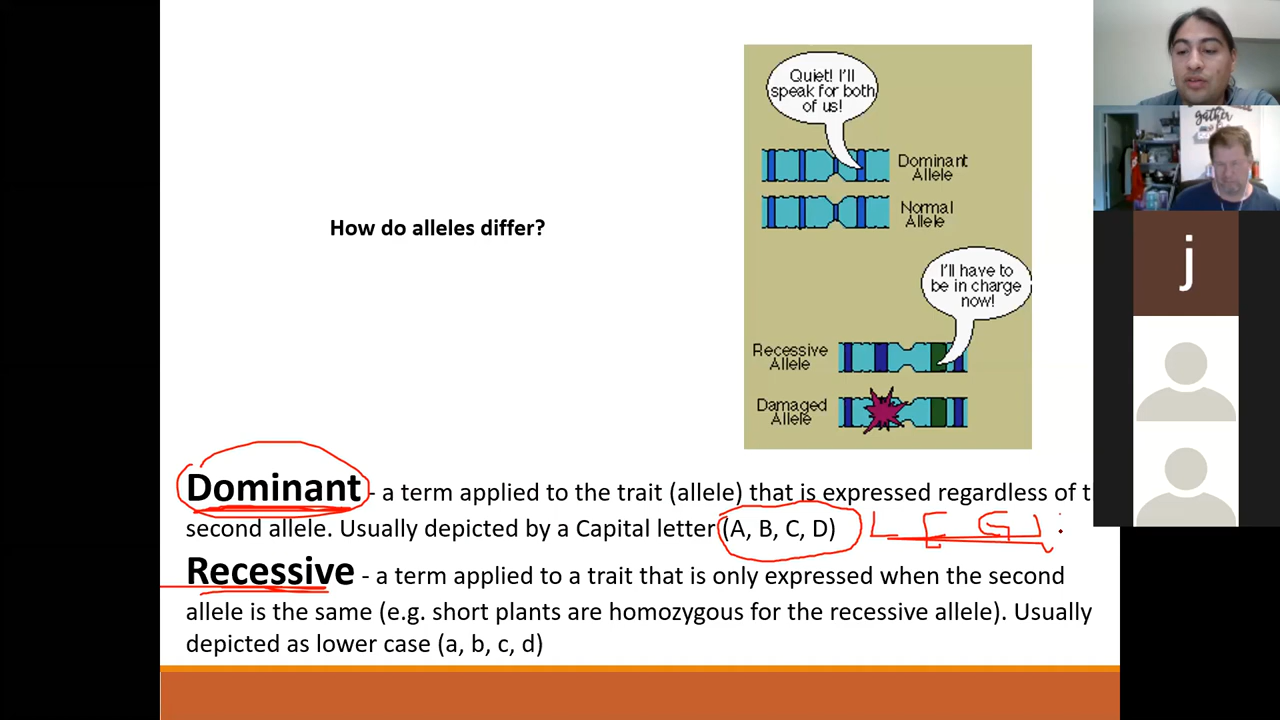 Quiet! I'll
speak for both
of us!
Dominant
Allele
Normal
Allele
How do alleles differ?
I'll have to
be in charge
now!
Recessive
Allele
Damaged
Allele
Dominant - a term applied to the trait (allele) that is expressed regardless of
second allele. Usually depicted by a Capital letter (A, B, C, D)
Recessive - a term applied to a trait that is only expressed when the second
allele is the same (e.g. short plants are homozygous for the recessive allele). Usually
depicted as lower case (a, b, c, d)
gather
j